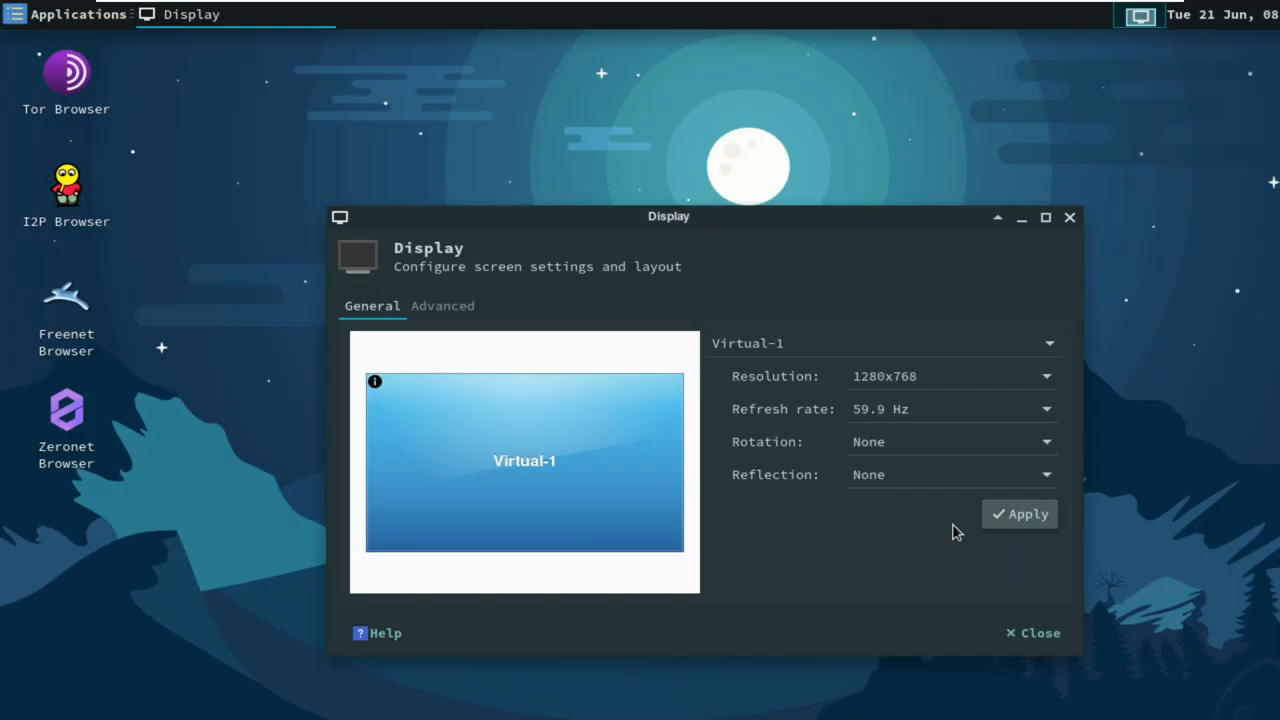 Applications
Display
Tue 21 Jun, 08
Tor Browser
I2P Browser
Freenet
Browser
Zeronet
Browser
Display
Display
Configure screen settings and layout
General
Advanced
Virtual-1
Virtual-1
Resolution: 1280x768
Refresh rate: 59.9 Hz
Rotation: None
Reflection: None
Apply
? Help
Close